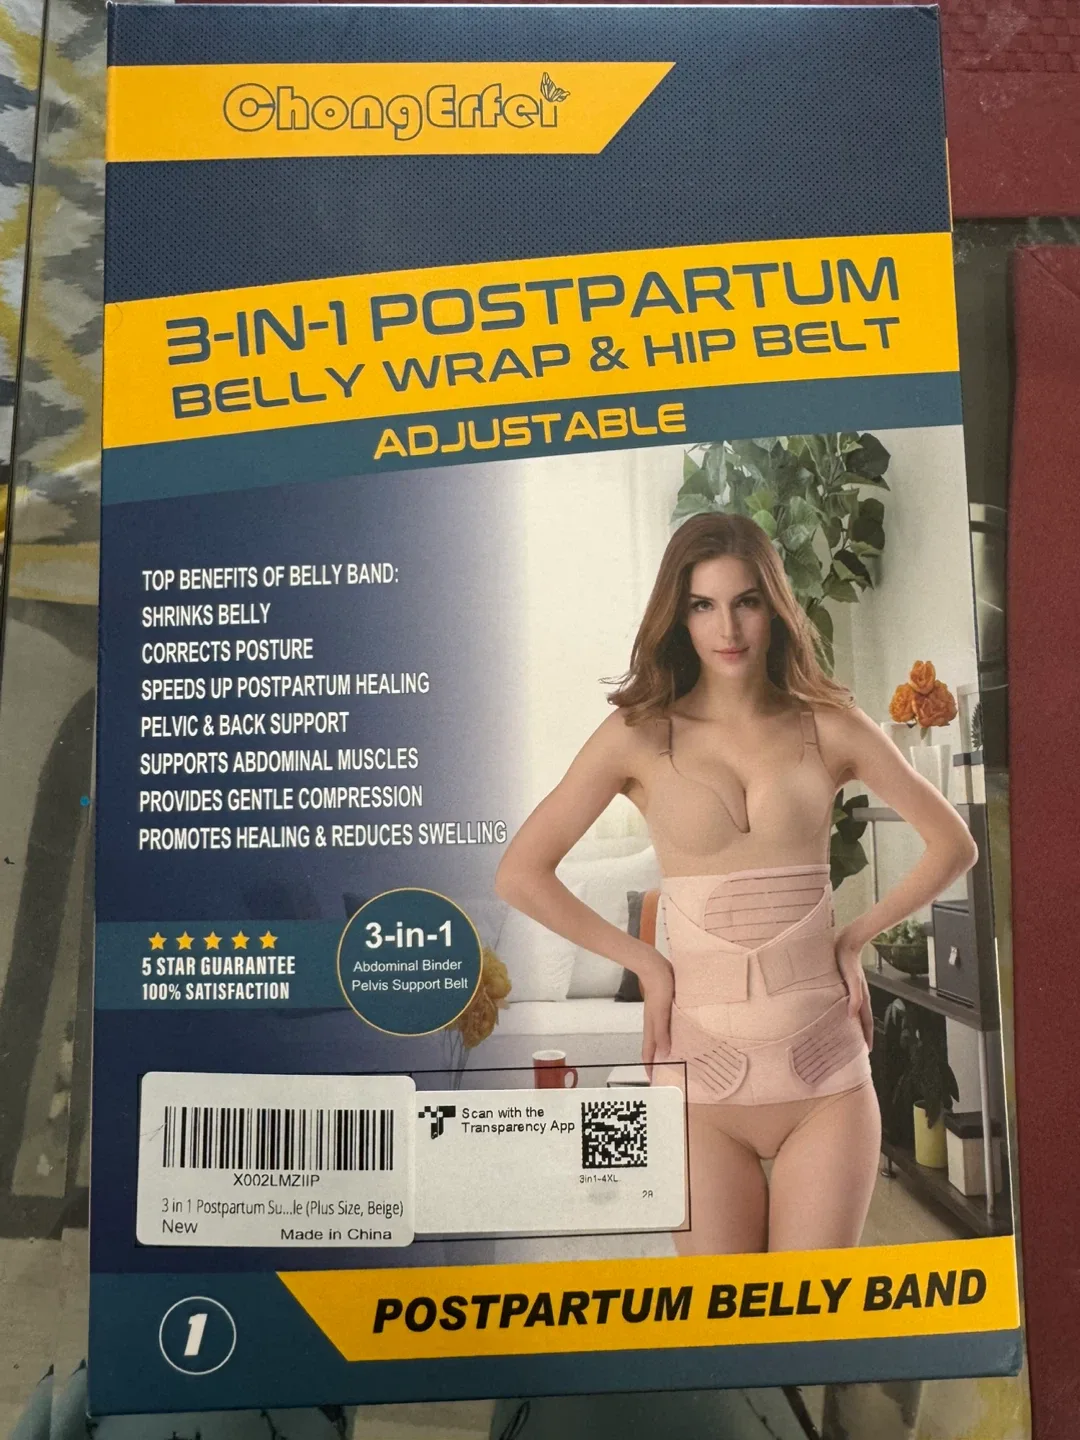 ChongErfei
3-IN-1 POSTPARTUM
BELLY WRAP & HIP BELT
ADJUSTABLE
TOP BENEFITS OF BELLY BAND:
SHRINKS BELLY
CORRECTS POSTURE
SPEEDS UP POSTPARTUM HEALING
PELVIC & BACK SUPPORT
SUPPORTS ABDOMINAL MUSCLES
PROVIDES GENTLE COMPRESSION
PROMOTES HEALING & REDUCES SWELLING
5 STAR GUARANTEE
100% SATISFACTION
3-in-1
Abdominal Binder
Pelvis Support Belt
X002LMZIIP
3 in 1 Postpartum Su...le (Plus Size, Beige)
New
Made in China
Scan with the
Transparency App
3in1-4XL
2A
1
POSTPARTUM BELLY BAND